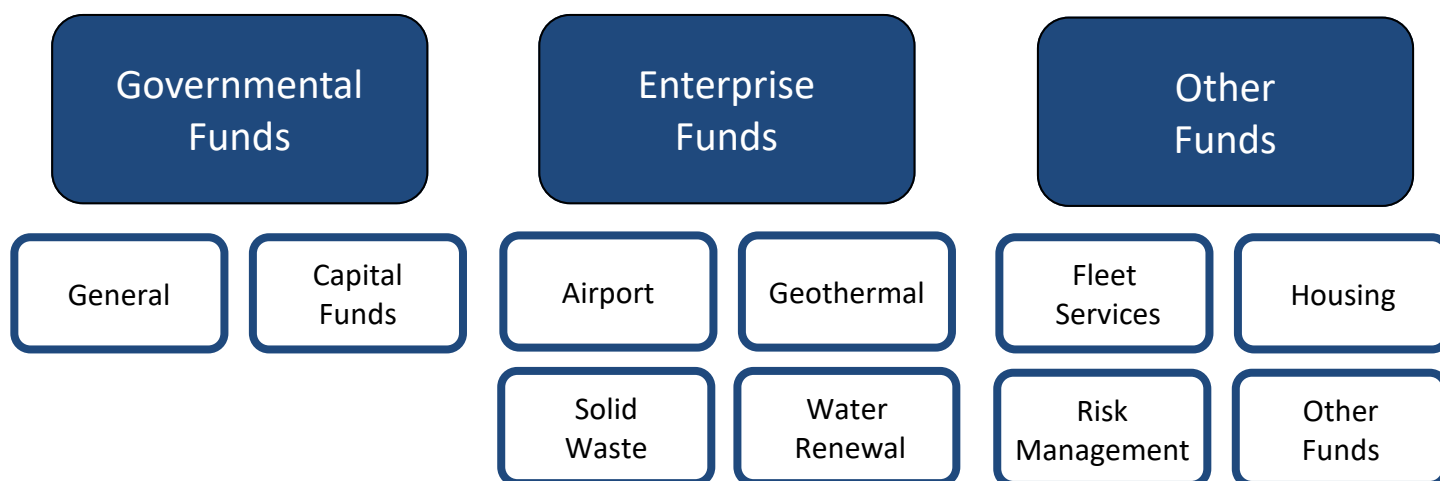 Governmental
Funds
Enterprise
Funds
Other
Funds
General
Capital
Funds
Airport
Geothermal
Fleet
Services
Housing
Solid
Waste
Water
Renewal
Risk
Management
Other
Funds